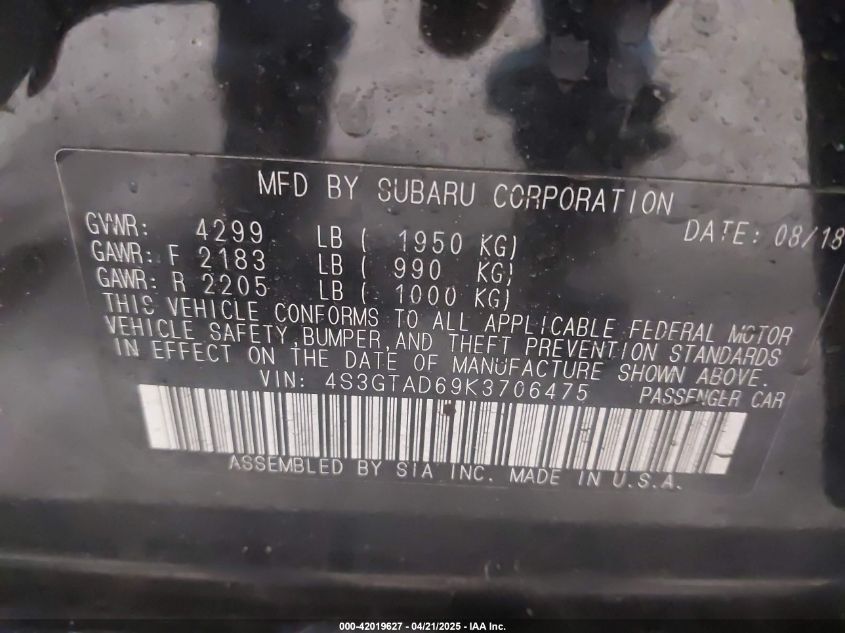 MFD BY SUBARU CORPORATION
DATE: 08/18
GVWR: 4299 LB ( 1950 KG)
GAWR: F 2183 LB ( 990 KG)
GAWR: R 2205 LB ( 1000 KG)
THIS VEHICLE CONFORMS TO ALL APPLICABLE FEDERAL MOTOR
VEHICLE SAFETY,BUMPER,AND THEFT PREVENTION STANDARDS
IN EFFECT ON THE DATE OF MANUFACTURE SHOWN ABOVE.
VIN: 4S3GTAD69K3706475 PASSENGER CAR
ASSEMBLED BY SIA INC. MADE IN U.S.A.
000-42019627 - 04/21/2025 - IAA Inc.